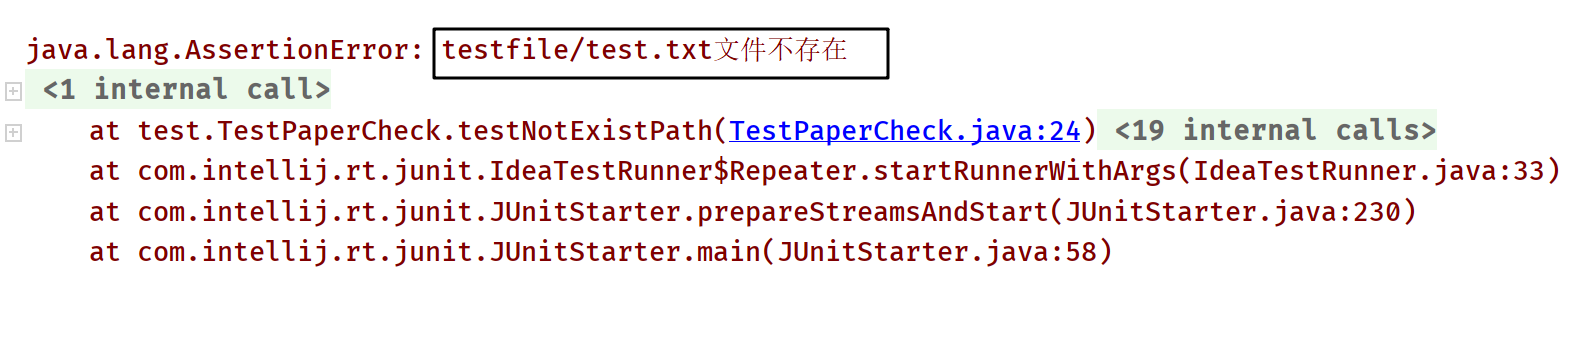 java.lang.AssertionError: testfile/test.txt文件不存在
<1 internal call>
at test.TestPaperCheck.testNotExistPath(TestPaperCheck.java:24) <19 internal calls>
at com.intellij.rt.junit.IdeaTestRunner$Repeater.startRunnerWithArgs(IdeaTestRunner.java:33)
at com.intellij.rt.junit.JUnitStarter.prepareStreamsAndStart(JUnitStarter.java:230)
at com.intellij.rt.junit.JUnitStarter.main(JUnitStarter.java:58)